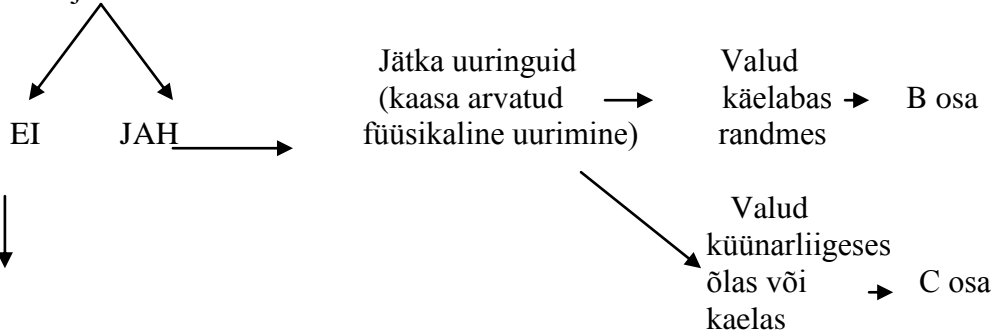 EI
JAH
Jätka uuringuid
(kaasa arvatud
füüsikaline uurimine)
Valud
käelabas
randmes
B osa
Valud
küünarliigeses
õlas või
kaelas
C osa